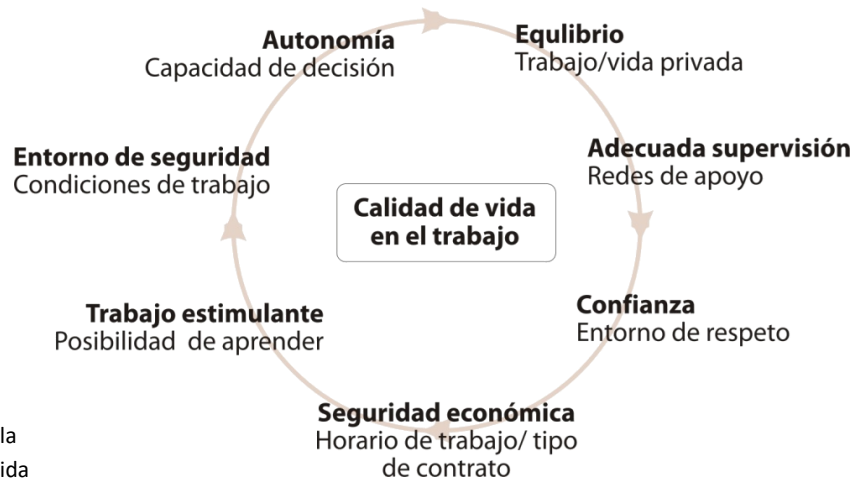 Autonomía
Capacidad de decisión
Equlibrio
Trabajo/vida privada
Entorno de seguridad
Condiciones de trabajo
Adecuada supervisión
Redes de apoyo
Calidad de vida
en el trabajo
Trabajo estimulante
Posibilidad de aprender
Confianza
Entorno de respeto
Seguridad económica
Horario de trabajo/ tipo
de contrato
la
ida